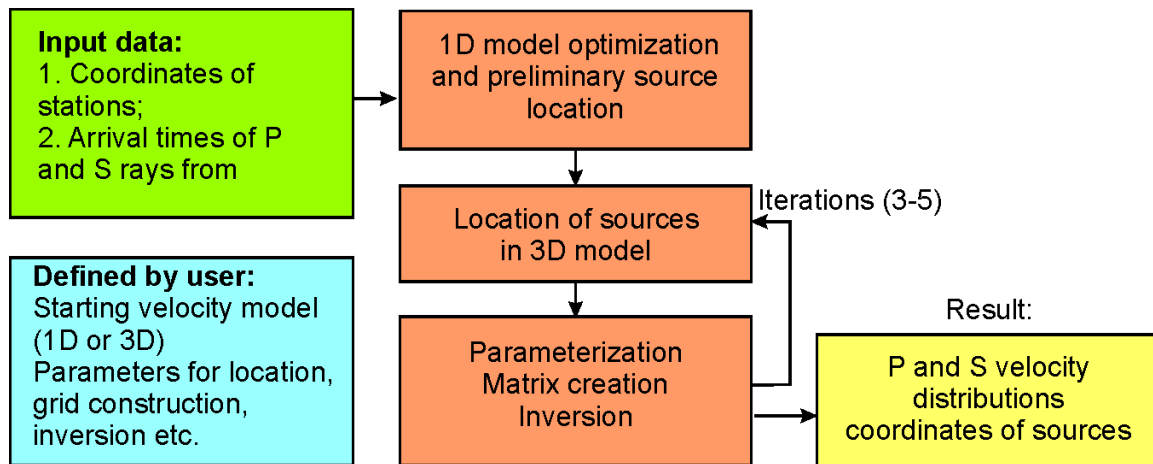 Input data:
1. Coordinates of
stations;
2. Arrival times of P
and S rays from
1D model optimization
and preliminary source
location
Location of sources
in 3D model
Iterations (3-5)
Defined by user:
Starting velocity model
(1D or 3D)
Parameters for location,
grid construction,
inversion etc.
Parameterization
Matrix creation
Inversion
Result:
P and S velocity
distributions
coordinates of sources